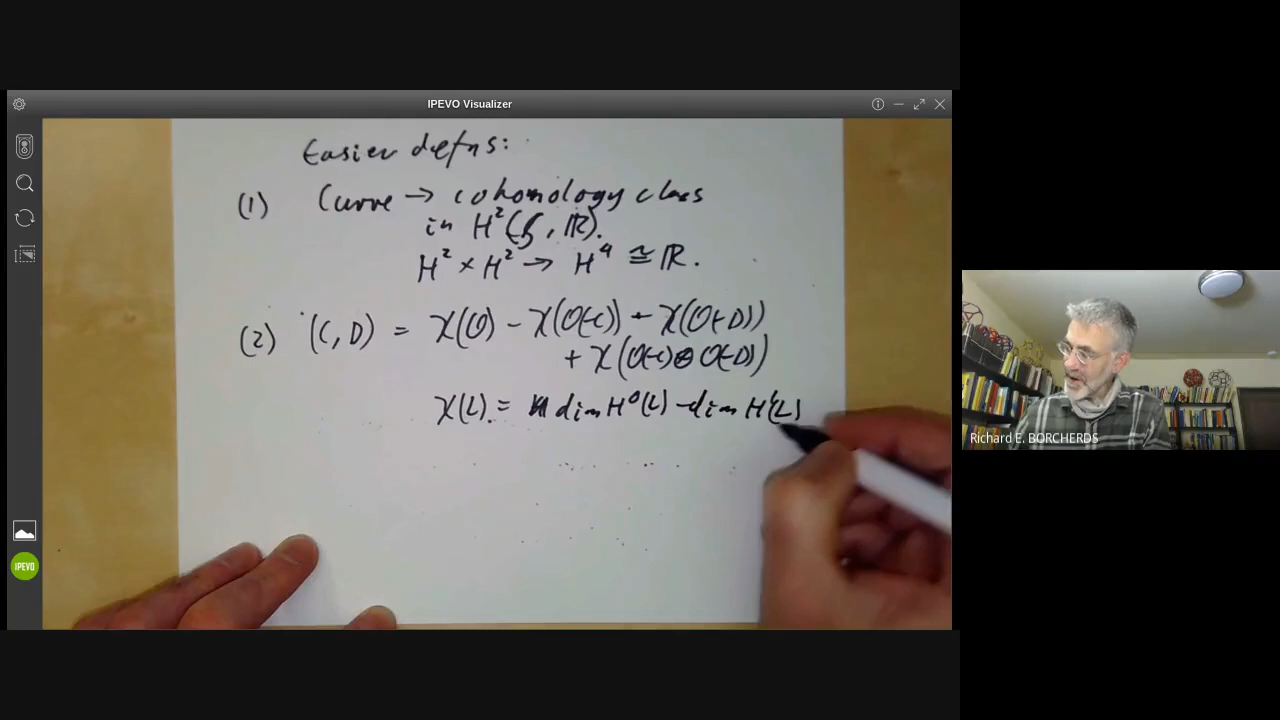 IPEVO Visualizer
Easier defns:
(1) Curve → cohomology class
in H²(S, ℝ).
H² × H² → H⁴ ≅ ℝ.
(2) (C, D) = χ(O) − χ(O(-C)) − χ(O(-D))
+ χ(O(-C) ⊗ O(-D))
χ(L) = dim H⁰(L) − dim H¹(L)
Richard E. BORCHERDS
IPEVO